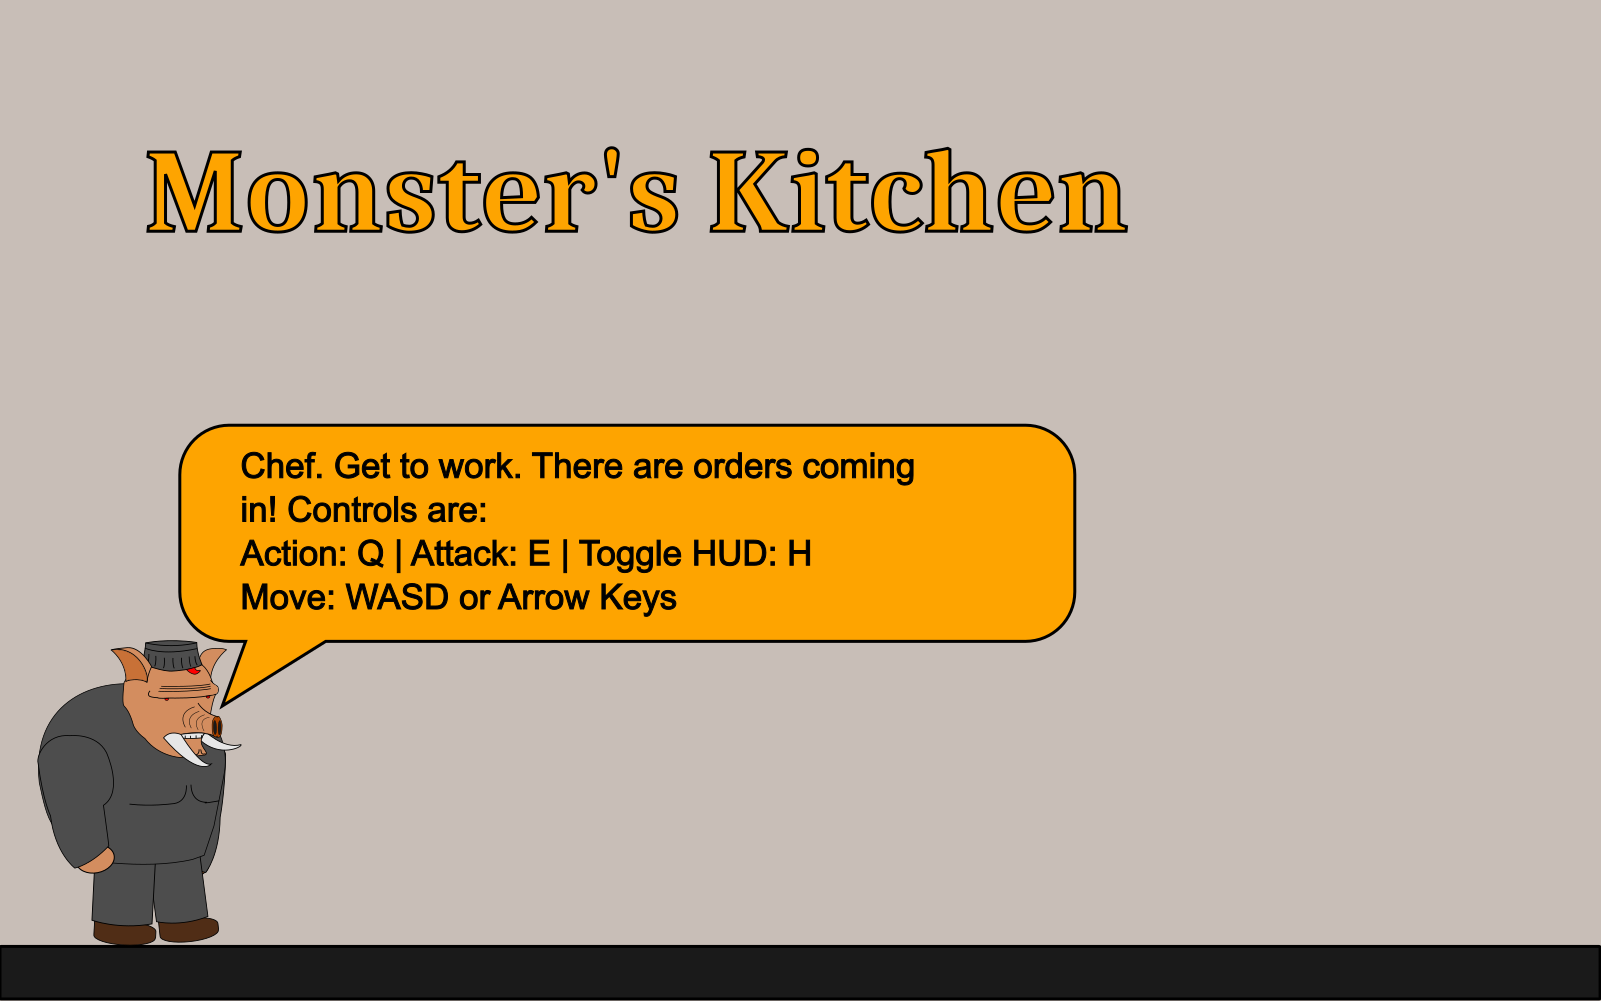 Monster's Kitchen
Chef. Get to work. There are orders coming
in! Controls are:
Action: Q | Attack: E | Toggle HUD: H
Move: WASD or Arrow Keys